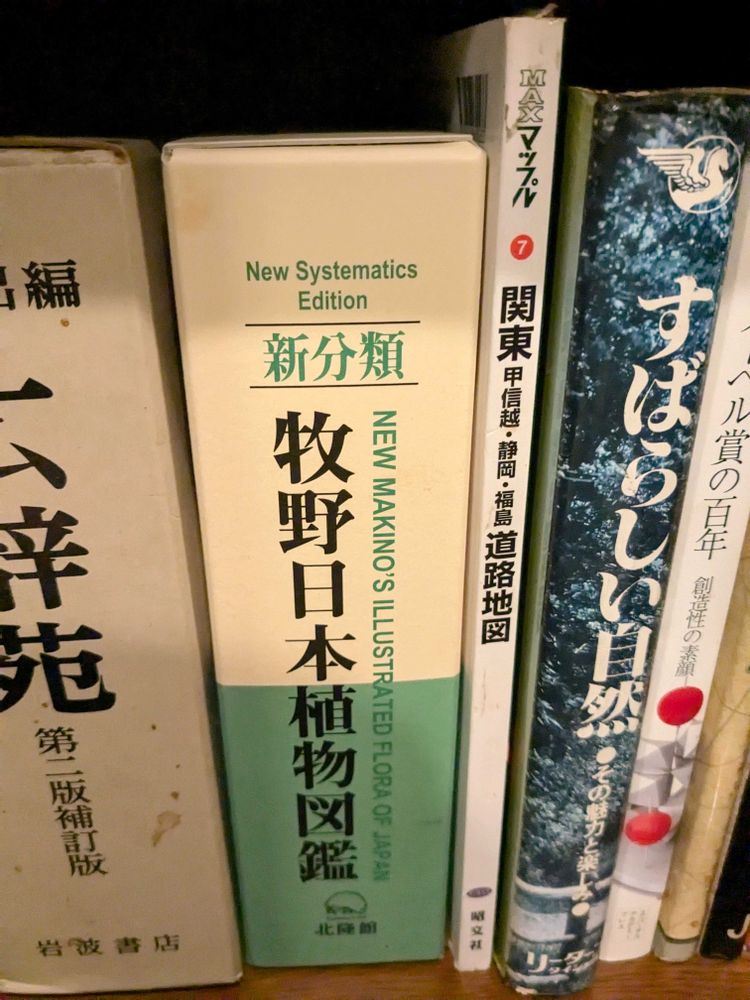 編
辞苑
第二版補訂版
岩波書店
New Systematics
Edition
新分類
牧野日本植物図鑑
NEW MAKINO'S ILLUSTRATED FLORA OF JAPAN
北隆館
MAXマップル
7
関東
甲信越・静岡・福島
道路地図
昭文社
すばらしい自然
●その魅力と楽しみ●
リーダーズ
ベル賞の百年
創造性の素顔